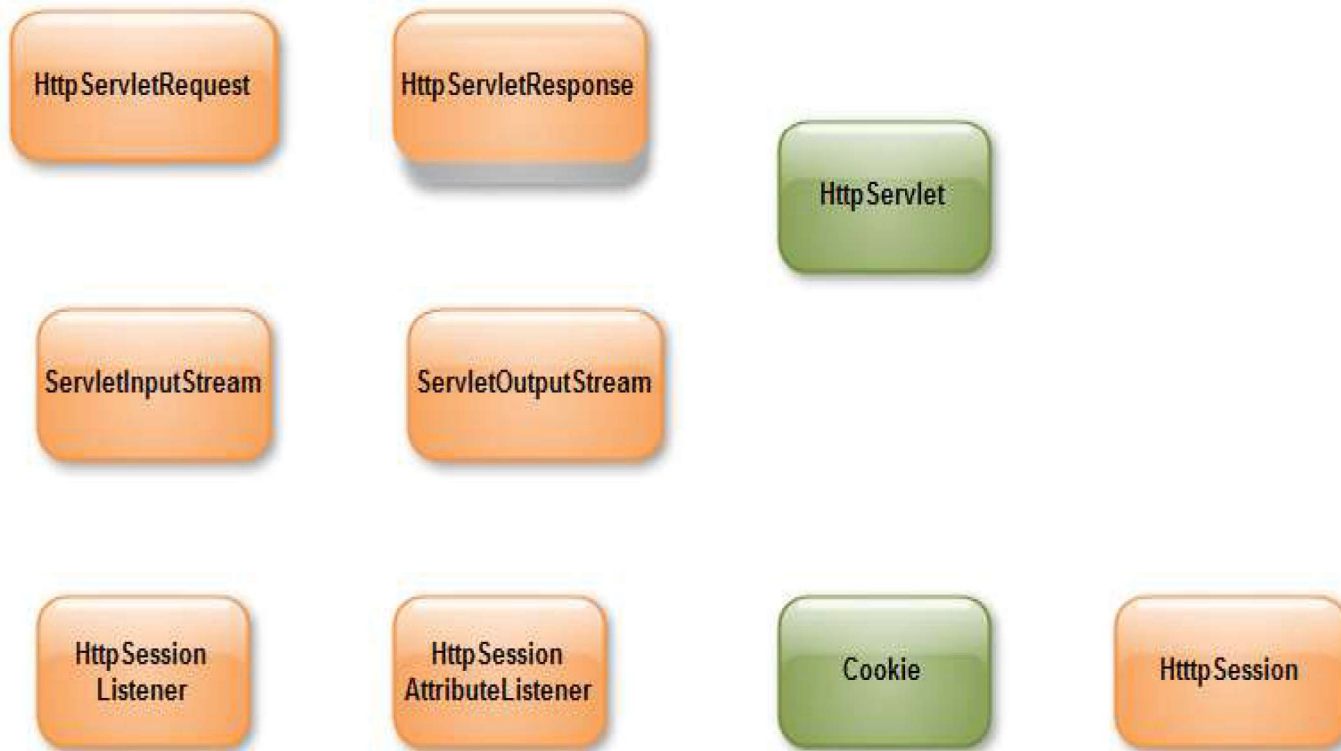 HttpServletRequest
HttpServletResponse
HttpServlet
ServletInputStream
ServletOutputStream
HttpSession
Listener
HttpSession
AttributeListener
Cookie
HtttpSession